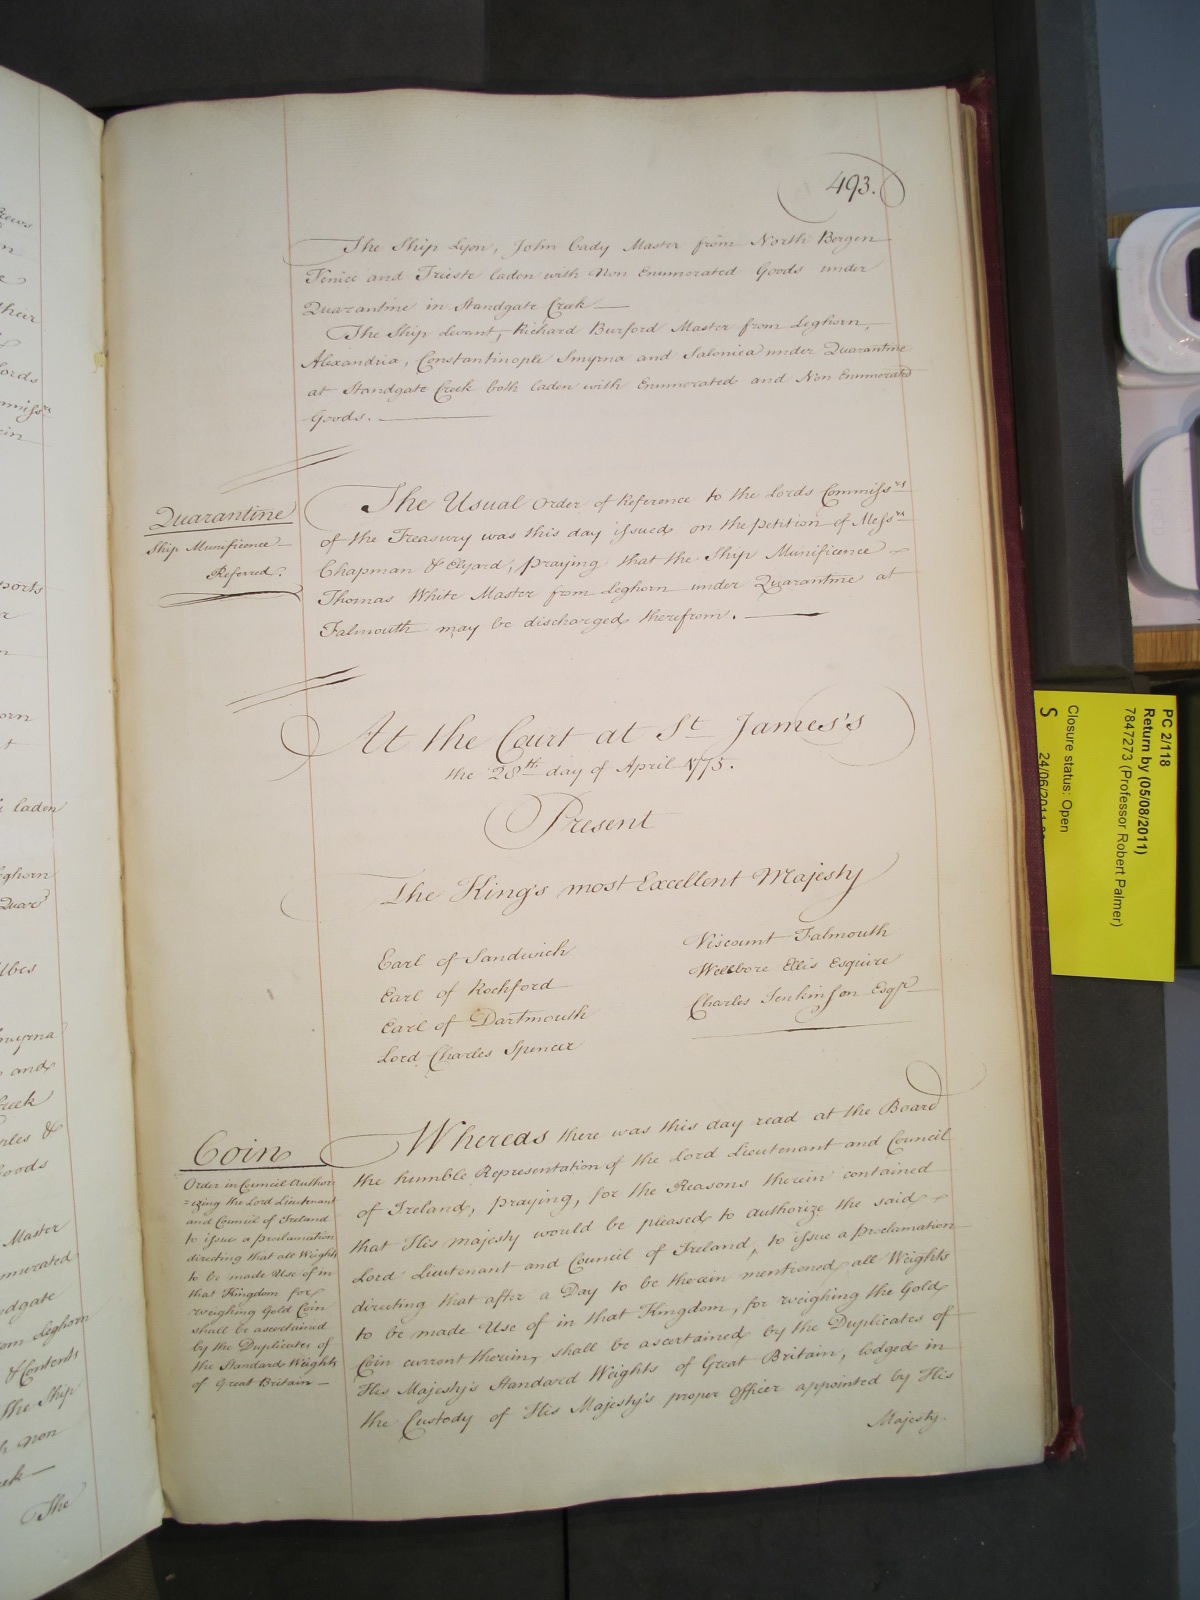 493.
The Ship Lyon, John Cady Master from North Bergen
Venice and Trieste laden with Non Enumerated Goods under
Quarantine in Standgate Creek
The Ship Levant, Richard Burford Master from Leghorn,
Alexandria, Constantinople Smyrna and Salonica under Quarantine
at Standgate Creek both laden with Enumerated and Non Enumerated
Goods.
Quarantine
Ship Munificence
Referred.
The Usual Order of Reference to the Lords Commissrs
of the Treasury was this day issued on the petition of Messrs
Chapman & Elyard, praying that the Ship Munificence
Thomas White Master from Leghorn under Quarantine at
Falmouth may be discharged therefrom.
At the Court at St James's
the 28th day of April 1775.
Present
The King's most Excellent Majesty
Earl of Sandwich
Earl of Rochford
Earl of Dartmouth
Lord Charles Spencer
Viscount Falmouth
Wellbore Ellis Esquire
Charles Jenkinson Esqr
Coin
Order in Council Author
=izing the Lord Lieutenant
and Council of Ireland
to issue a Proclamation
directing that all Weights
to be made Use of in
that Kingdom for
weighing Gold Coin
shall be ascertained
by the Duplicates of
the Standard Weights
of Great Britain
Whereas there was this day read at the Board
the humble Representation of the Lord Lieutenant and Council
of Ireland, praying, for the Reasons therein contained
that His Majesty would be pleased to authorize the said
Lord Lieutenant and Council of Ireland, to issue a Proclamation
directing that after a Day to be therein mentioned all Weights
to be made Use of in that Kingdom, for weighing the Gold
Coin current therein, shall be ascertained by the Duplicates of
His Majesty's Standard Weights of Great Britain, lodged in
the Custody of His Majesty's proper Officer appointed by His
Majesty.
PC 2/118
Return by (05/08/2011)
7847273 (Professor Robert Palmer)
Closure status: Open
S 24/06/2011
laden
Master
The Ship
The